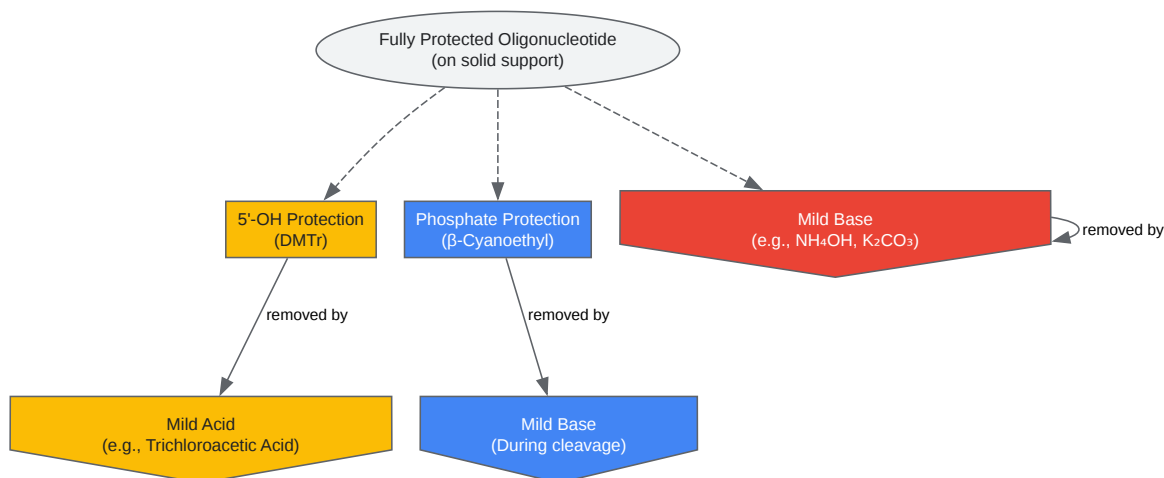 Fully Protected Oligonucleotide
(on solid support)
5'-OH Protection
(DMTr)
Phosphate Protection
(β-Cyanoethyl)
Mild Base
(e.g., NH₄OH, K₂CO₃)
removed by
removed by
removed by
Mild Acid
(e.g., Trichloroacetic Acid)
Mild Base
(During cleavage)